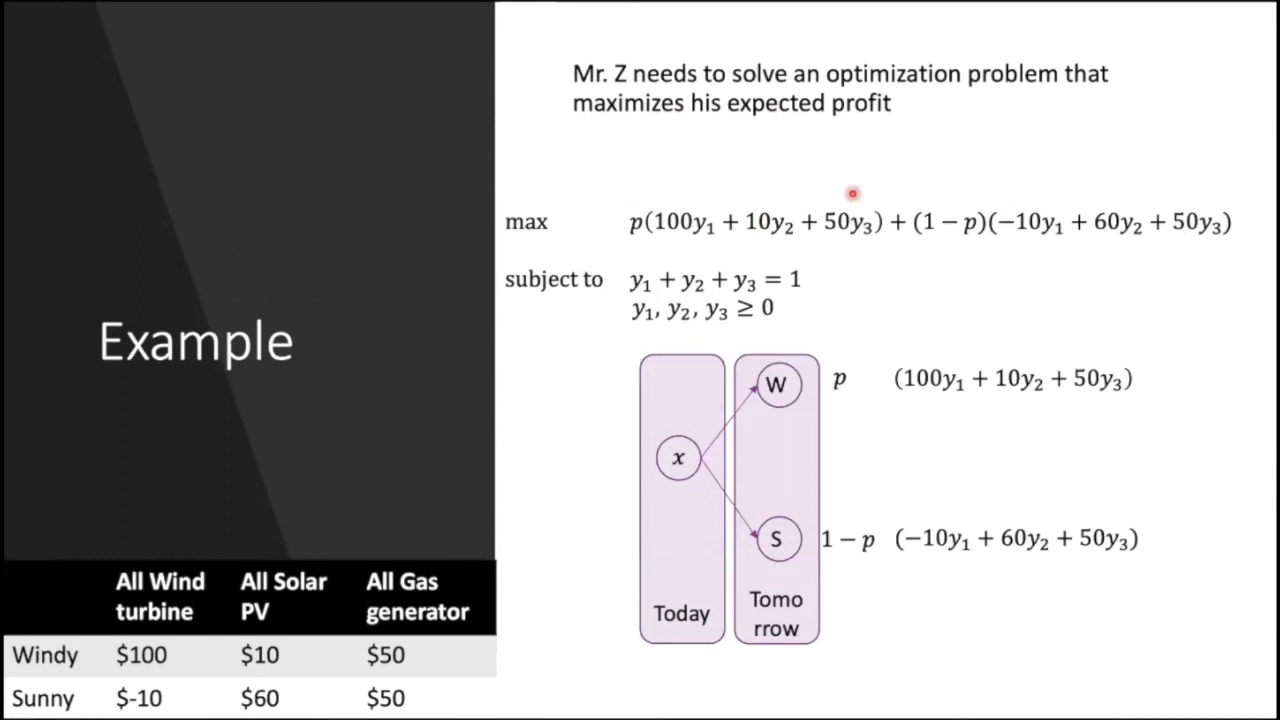 Mr. Z needs to solve an optimization problem that
maximizes his expected profit
max p(100y₁ + 10y₂ + 50y₃) + (1 − p)(−10y₁ + 60y₂ + 50y₃)
subject to y₁ + y₂ + y₃ = 1
y₁, y₂, y₃ ≥ 0
Example
W p (100y₁ + 10y₂ + 50y₃)
x
S 1 − p (−10y₁ + 60y₂ + 50y₃)
Today
Tomo
rrow
All Wind
turbine
All Solar
PV
All Gas
generator
Windy $100 $10 $50
Sunny $-10 $60 $50